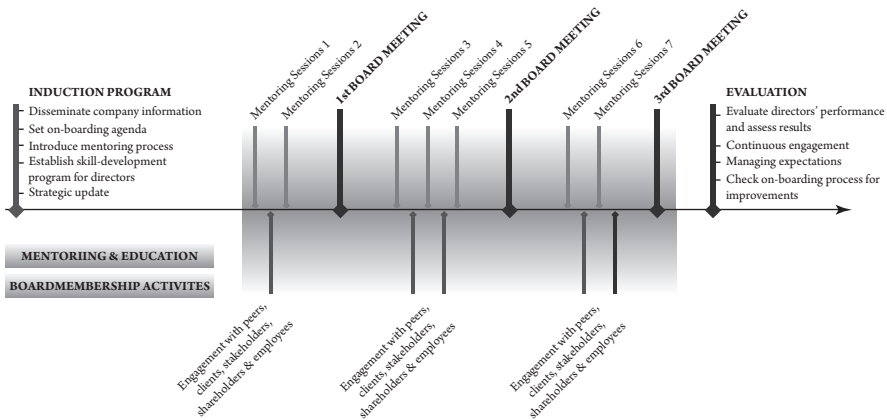 INDUCTION PROGRAM
Disseminate company information
Set on-boarding agenda
Introduce mentoring process
Establish skill-development
program for directors
Strategic update
Mentoring Sessions 1
Mentoring Sessions 2
1st BOARD MEETING
Mentoring Sessions 3
Mentoring Sessions 4
Mentoring Sessions 5
2nd BOARD MEETING
Mentoring Sessions 6
Mentoring Sessions 7
3rd BOARD MEETING
EVALUATION
Evaluate directors' performance
and assess results
Continuous engagement
Managing expectations
Check on-boarding process for
improvements
MENTORIING & EDUCATION
BOARDMEMBERSHIP ACTIVITES
Engagement with peers,
clients, stakeholders,
shareholders & employees
Engagement with peers,
clients, stakeholders,
shareholders & employees
Engagement with peers,
clients, stakeholders,
shareholders & employees